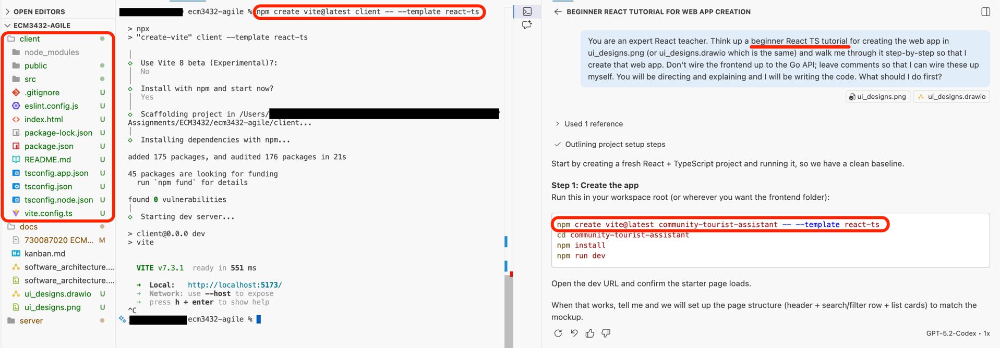 OPEN EDITORS
ECM3432-AGILE
client
node_modules
public
src
.gitignore U
eslint.config.js U
index.html U
package-lock.json U
package.json U
README.md U
tsconfig.app.json U
tsconfig.json U
tsconfig.node.json U
vite.config.ts U
docs
730087020 ECM... M
kanban.md
software_architecture....
software_architecture....
ui_designs.drawio U
ui_designs.png U
server
ecm3432-agile % npm create vite@latest client -- --template react-ts
> npx
> "create-vite" client --template react-ts
Use Vite 8 beta (Experimental)?:
No
Install with npm and start now?
Yes
Scaffolding project in /Users/
Assignments/ECM3432/ecm3432-agile/client...
Installing dependencies with npm...
added 175 packages, and audited 176 packages in 21s
45 packages are looking for funding
run `npm fund` for details
found 0 vulnerabilities
Starting dev server...
> client@0.0.0 dev
> vite
VITE v7.3.1 ready in 551 ms
➜ Local: http://localhost:5173/
➜ Network: use --host to expose
➜ press h + enter to show help
^C
ecm3432-agile %
BEGINNER REACT TUTORIAL FOR WEB APP CREATION
You are an expert React teacher. Think up a beginner React TS tutorial for creating the web app in
ui_designs.png (or ui_designs.drawio which is the same) and walk me through it step-by-step so that I
create that web app. Don't wire the frontend up to the Go API; leave comments so that I can wire these up
myself. You will be directing and explaining and I will be writing the code. What should I do first?
ui_designs.png ui_designs.drawio
Used 1 reference
Outlining project setup steps
Start by creating a fresh React + TypeScript project and running it, so we have a clean baseline.
Step 1: Create the app
Run this in your workspace root (or wherever you want the frontend folder):
npm create vite@latest community-tourist-assistant -- --template react-ts
cd community-tourist-assistant
npm install
npm run dev
Open the dev URL and confirm the starter page loads.
When that works, tell me and we will set up the page structure (header + search/filter row + list cards) to match the
mockup.
GPT-5.2-Codex • 1x